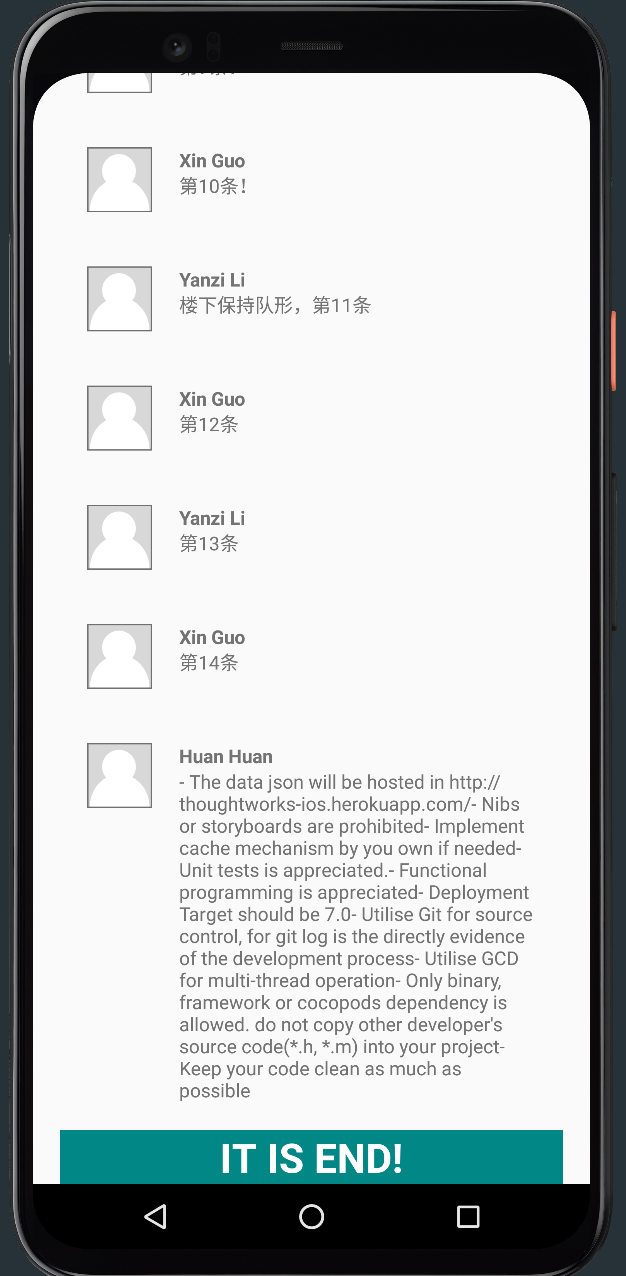 Xin Guo
第10条!
Yanzi Li
楼下保持队形，第11条
Xin Guo
第12条
Yanzi Li
第13条
Xin Guo
第14条
Huan Huan
- The data json will be hosted in http://
thoughtworks-ios.herokuapp.com/- Nibs
or storyboards are prohibited- Implement
cache mechanism by you own if needed-
Unit tests is appreciated.- Functional
programming is appreciated- Deployment
Target should be 7.0- Utilise Git for source
control, for git log is the directly evidence
of the development process- Utilise GCD
for multi-thread operation- Only binary,
framework or cocopods dependency is
allowed. do not copy other developer's
source code(*.h, *.m) into your project-
Keep your code clean as much as
possible
IT IS END!